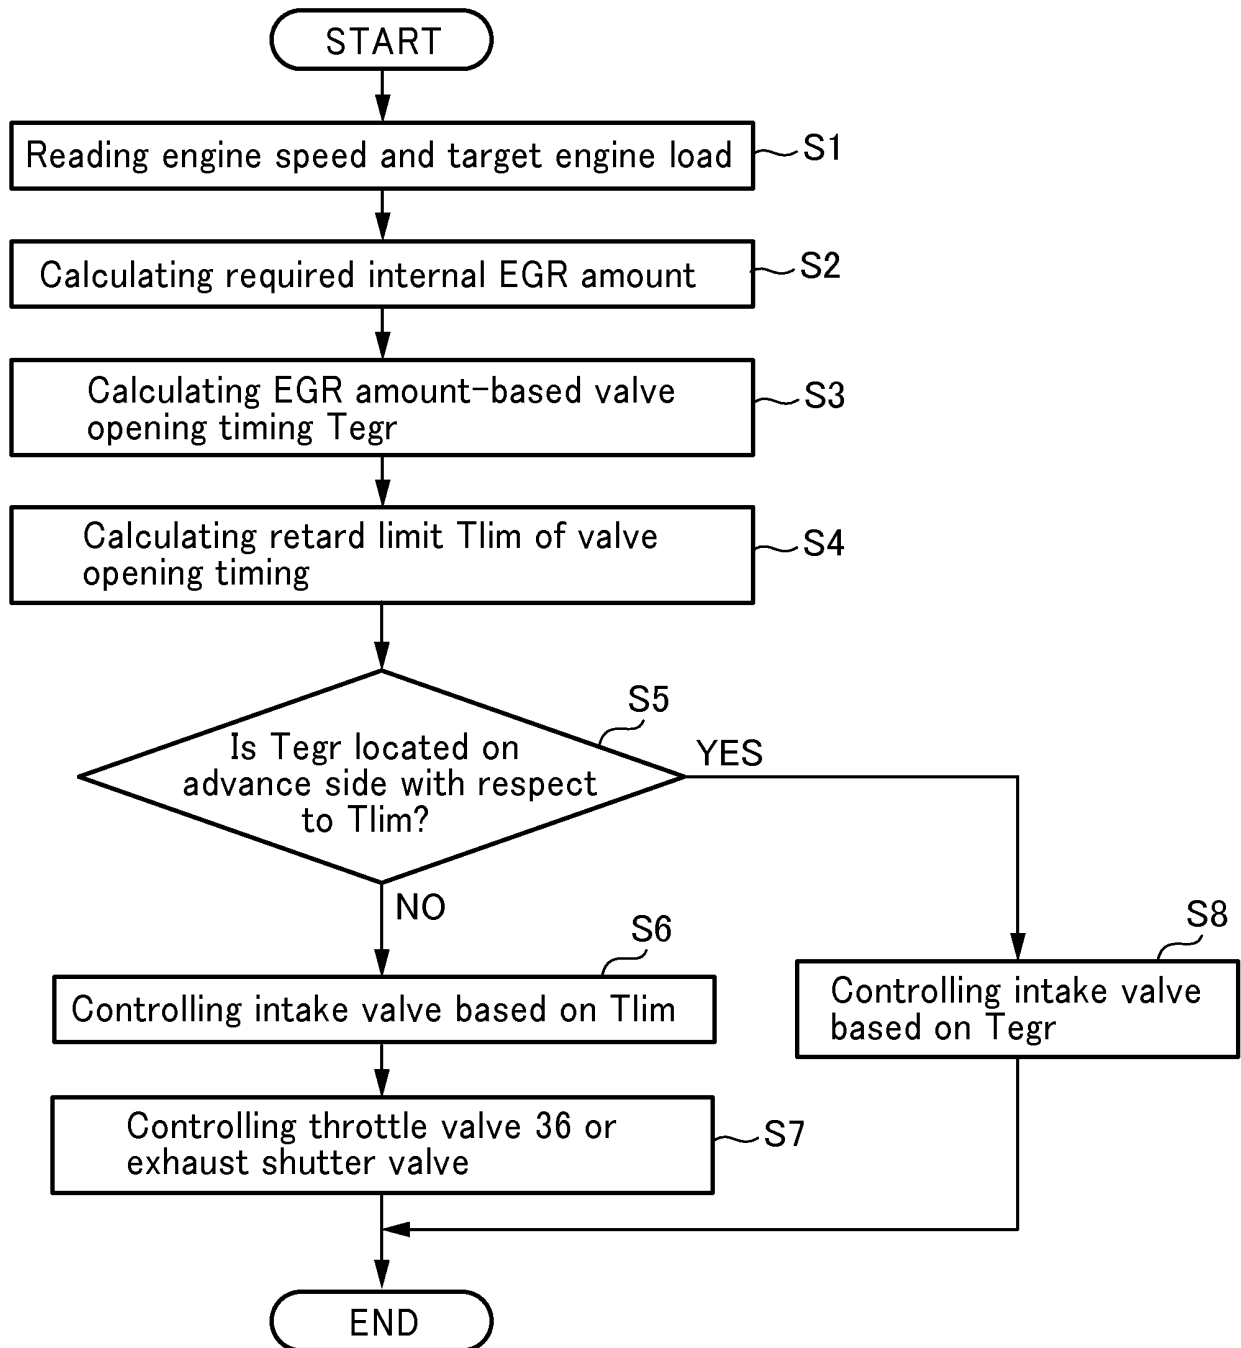 START
Reading engine speed and target engine load
S1
Calculating required internal EGR amount
S2
Calculating EGR amount-based valve
opening timing Tegr
S3
Calculating retard limit Tlim of valve
opening timing
S4
S5
Is Tegr located on
advance side with respect
to Tlim?
YES
NO
S6
Controlling intake valve based on Tlim
S8
Controlling intake valve
based on Tegr
Controlling throttle valve 36 or
exhaust shutter valve
S7
END